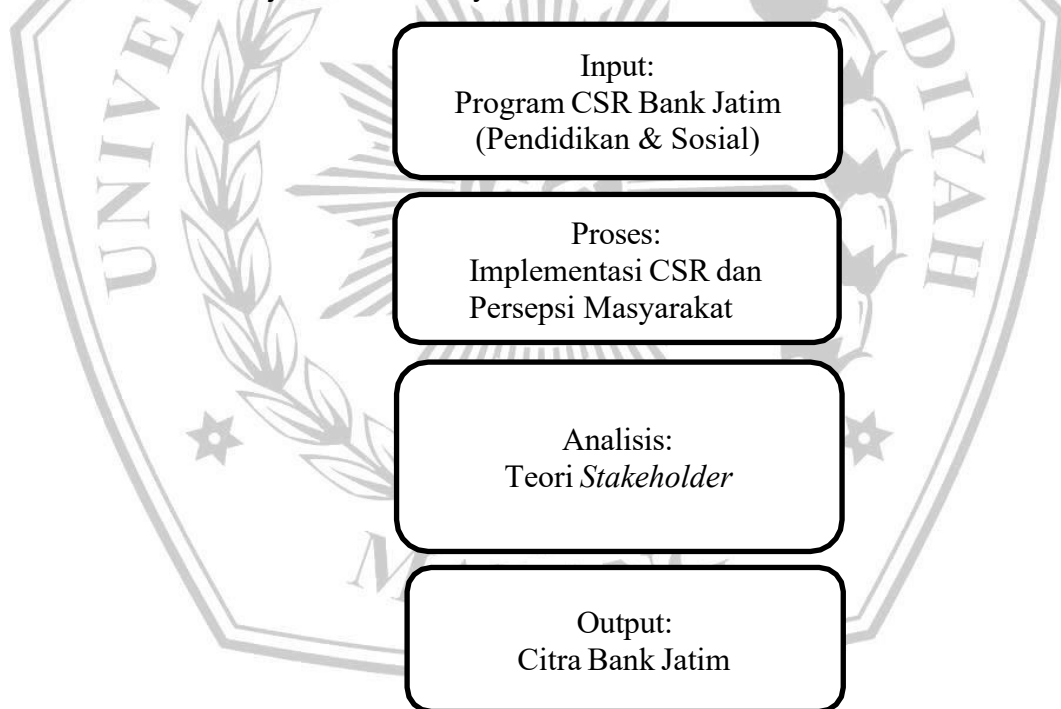 Input:
Program CSR Bank Jatim
(Pendidikan & Sosial)
Proses:
Implementasi CSR dan
Persepsi Masyarakat
Analisis:
Teori Stakeholder
Output:
Citra Bank Jatim